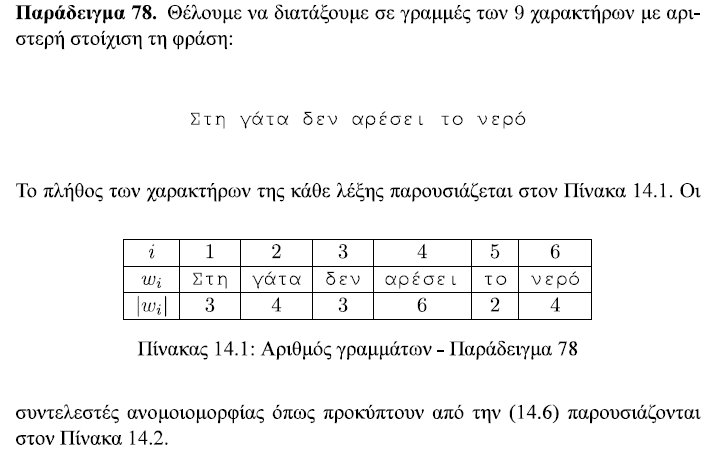 Παράδειγμα 78. Θέλουμε να διατάξουμε σε γραμμές των 9 χαρακτήρων με αρι-
στερή στοίχιση τη φράση:
Στη γάτα δεν αρέσει το νερό
Το πλήθος των χαρακτήρων της κάθε λέξης παρουσιάζεται στον Πίνακα 14.1. Οι
i 1 2 3 4 5 6
w_i Στη γάτα δεν αρέσει το νερό
|w_i| 3 4 3 6 2 4
Πίνακας 14.1: Αριθμός γραμμάτων - Παράδειγμα 78
συντελεστές ανομοιομορφίας όπως προκύπτουν από την (14.6) παρουσιάζονται
στον Πίνακα 14.2.